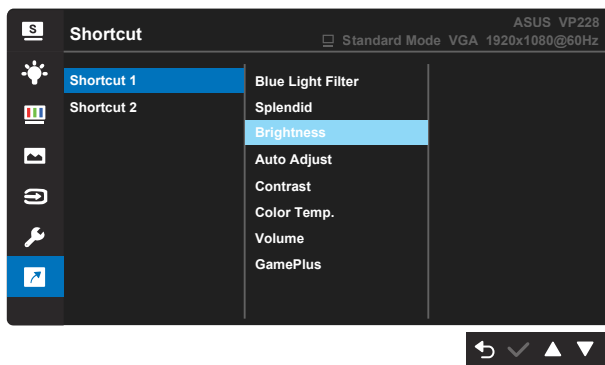 S
Shortcut
ASUS VP228
Standard Mode VGA 1920x1080@60Hz
Shortcut 1
Shortcut 2
Blue Light Filter
Splendid
Brightness
Auto Adjust
Contrast
Color Temp.
Volume
GamePlus